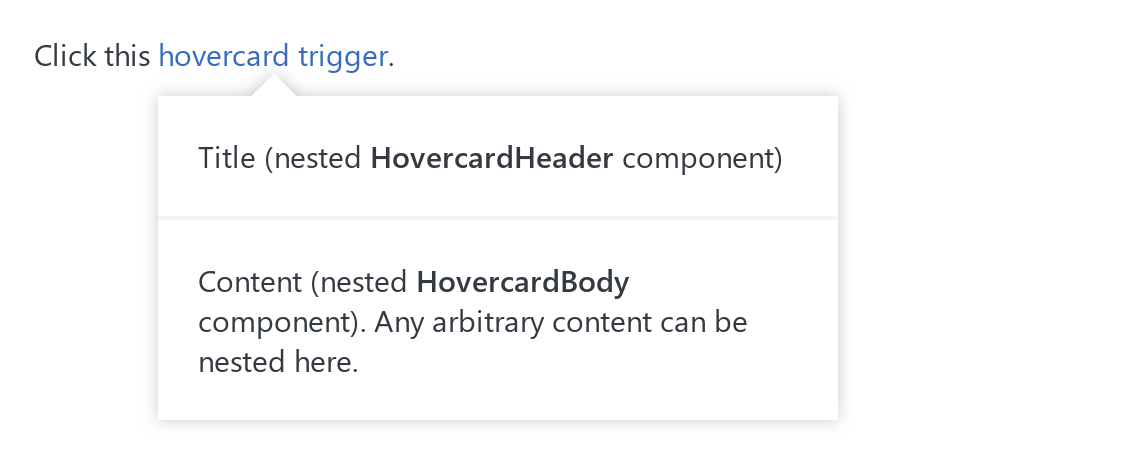 Click this hovercard trigger.
Title (nested HovercardHeader component)
Content (nested HovercardBody
component). Any arbitrary content can be
nested here.